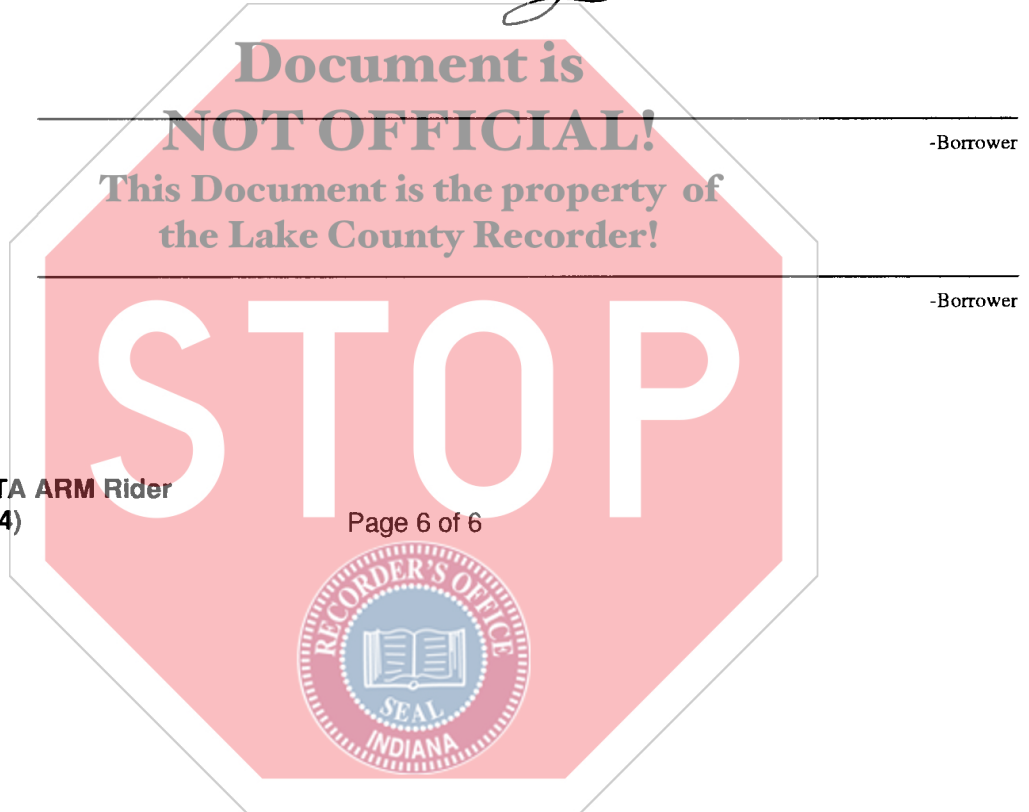 Document is
NOT OFFICIAL!
-Borrower
This Document is the property of
the Lake County Recorder!
-Borrower
STOP
TA ARM Rider
4)
Page 6 of 6
RECORDER'S OFFICE
SEAL
INDIANA